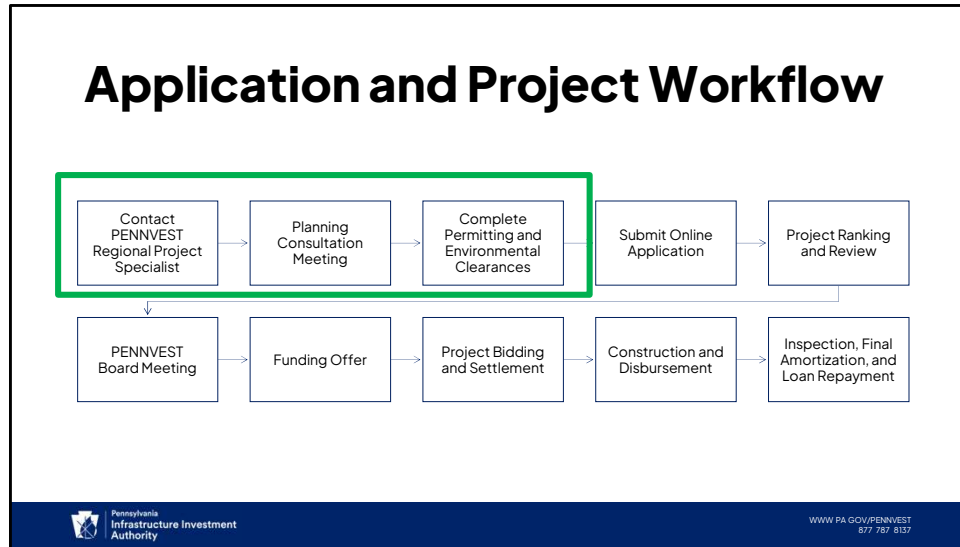 Application and Project Workflow
Contact
PENNVEST
Regional Project
Specialist
Planning
Consultation
Meeting
Complete
Permitting and
Environmental
Clearances
Submit Online
Application
Project Ranking
and Review
PENNVEST
Board Meeting
Funding Offer
Project Bidding
and Settlement
Construction and
Disbursement
Inspection, Final
Amortization, and
Loan Repayment
Pennsylvania
Infrastructure Investment
Authority
WWW PA GOV/PENNVEST
877 787 8137